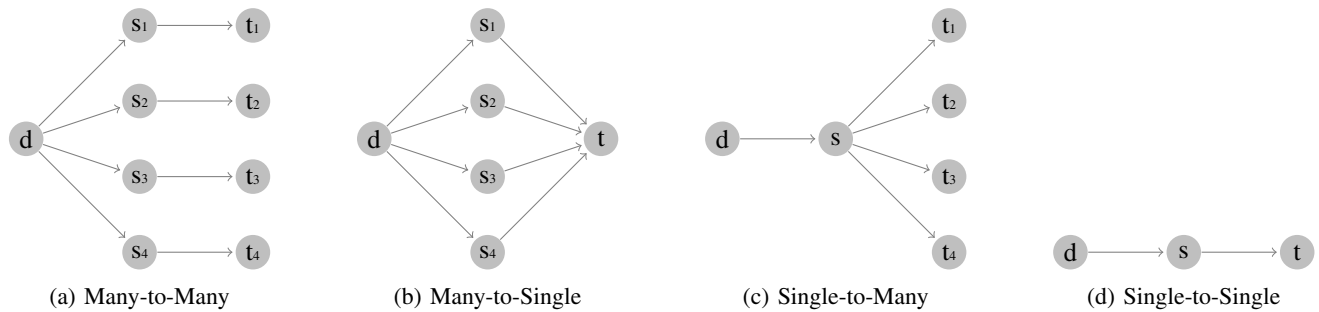 s1 t1 s1 t1
s2 t2 s2 t2
d d t d s
s3 t3 s3 t3
s4 t4 s4 t4 d s t
(a) Many-to-Many (b) Many-to-Single (c) Single-to-Many (d) Single-to-Single